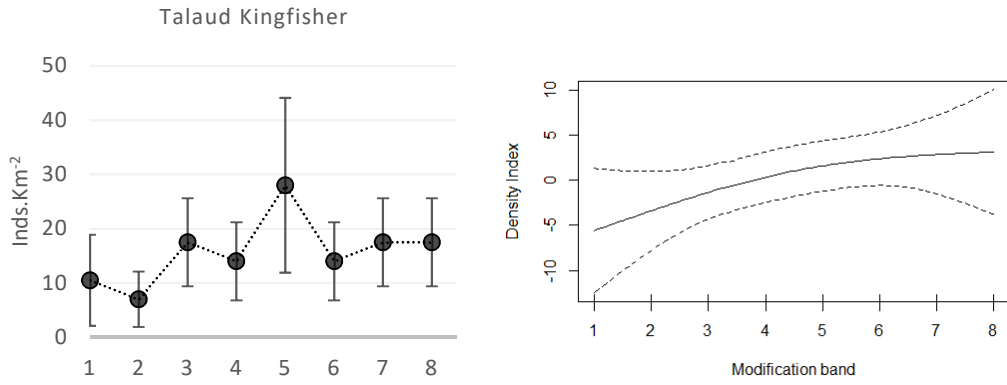 Talaud Kingfisher
Inds.Km-2
50
40
30
20
10
0
1 2 3 4 5 6 7 8
Density Index
10
5
0
-5
-10
1 2 3 4 5 6 7 8
Modification band